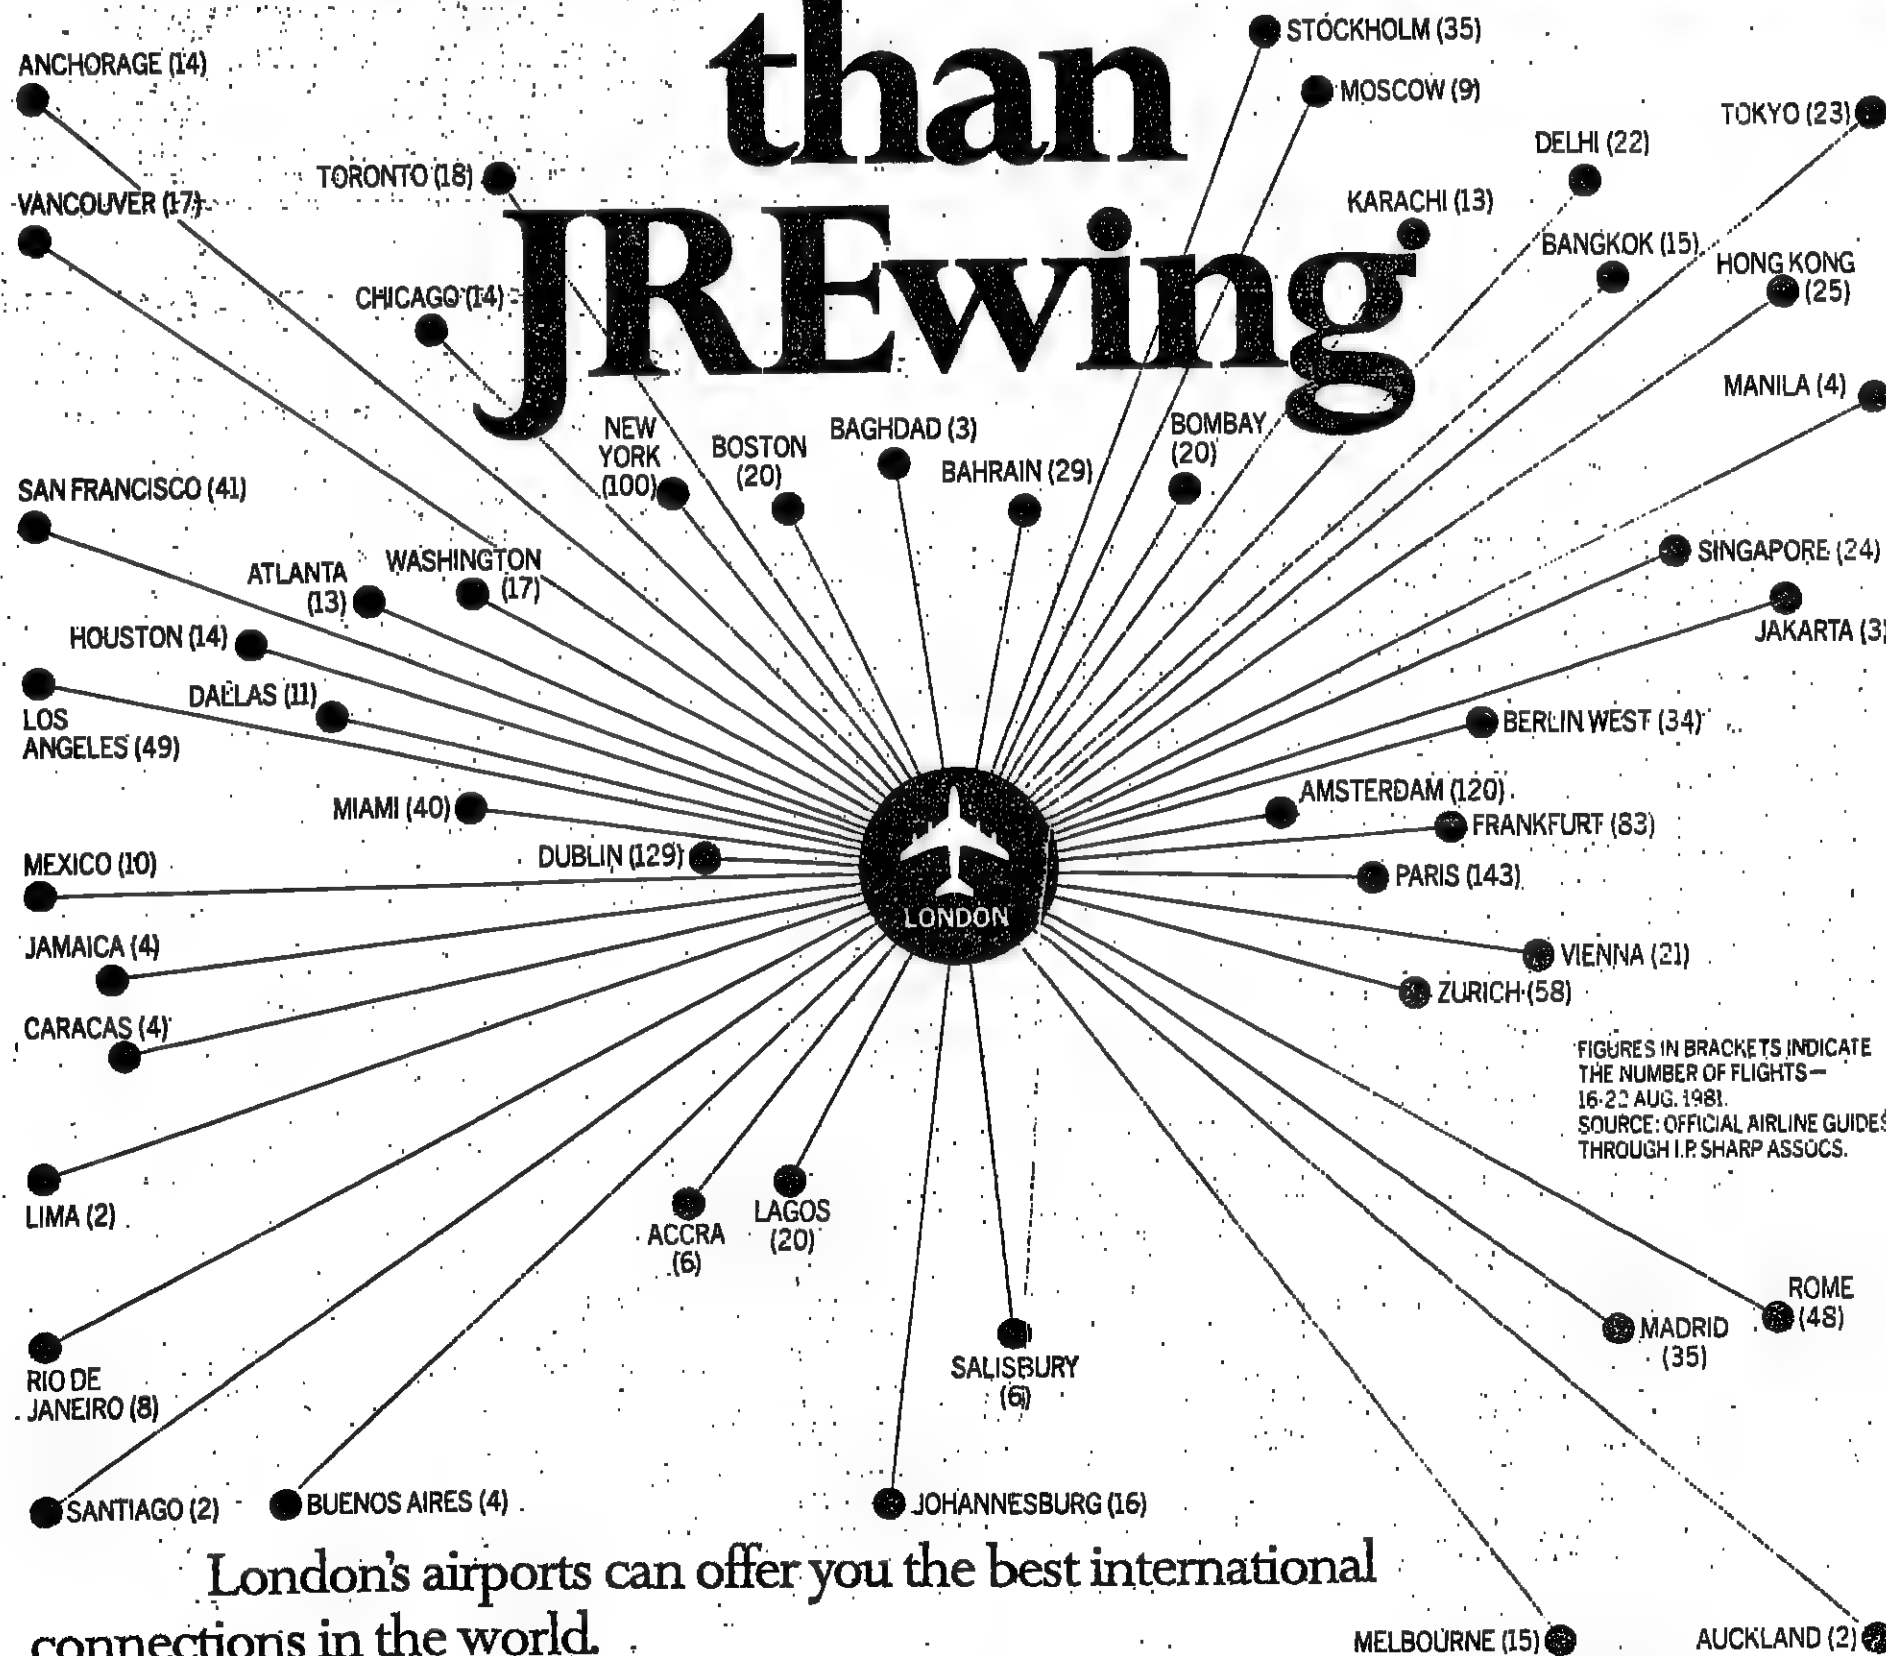 than
JREwing
STOCKHOLM (35)
ANCHORAGE (14)
MOSCOW (9)
TOKYO (23)
DELHI (22)
TORONTO (18)
VANCOUVER (17)
KARACHI (13)
BANGKOK (15)
HONG KONG
(25)
CHICAGO (14)
MANILA (4)
NEW
YORK
(100)
BOSTON
(20)
BAGHDAD (3)
BAHRAIN (29)
BOMBAY
(20)
SAN FRANCISCO (41)
ATLANTA
(13)
WASHINGTON
(17)
SINGAPORE (24)
JAKARTA (3)
HOUSTON (14)
DALLAS (11)
LOS
ANGELES (49)
BERLIN WEST (34)
MIAMI (40)
AMSTERDAM (120)
FRANKFURT (83)
DUBLIN (129)
MEXICO (10)
PARIS (143)
LONDON
JAMAICA (4)
VIENNA (21)
ZURICH (58)
CARACAS (4)
FIGURES IN BRACKETS INDICATE
THE NUMBER OF FLIGHTS—
16-22 AUG. 1981.
SOURCE: OFFICIAL AIRLINE GUIDES
THROUGH I.P. SHARP ASSOCS.
LIMA (2)
ACCRA
(6)
LAGOS
(20)
ROME
(48)
MADRID
(35)
SALISBURY
(6)
RIO DE
JANEIRO (8)
SANTIAGO (2)
BUENOS AIRES (4)
JOHANNESBURG (16)
London's airports can offer you the best international
connections in the world.
MELBOURNE (15)
AUCKLAND (2)